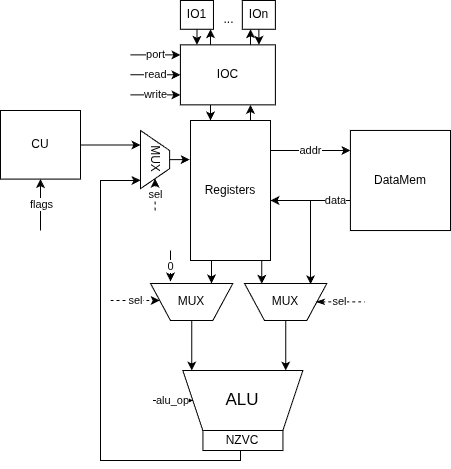 IO1
...
IOn
port
read
write
IOC
CU
MUX
sel
flags
Registers
addr
data
DataMem
0
sel
MUX
MUX
sel
alu_op
ALU
NZVC